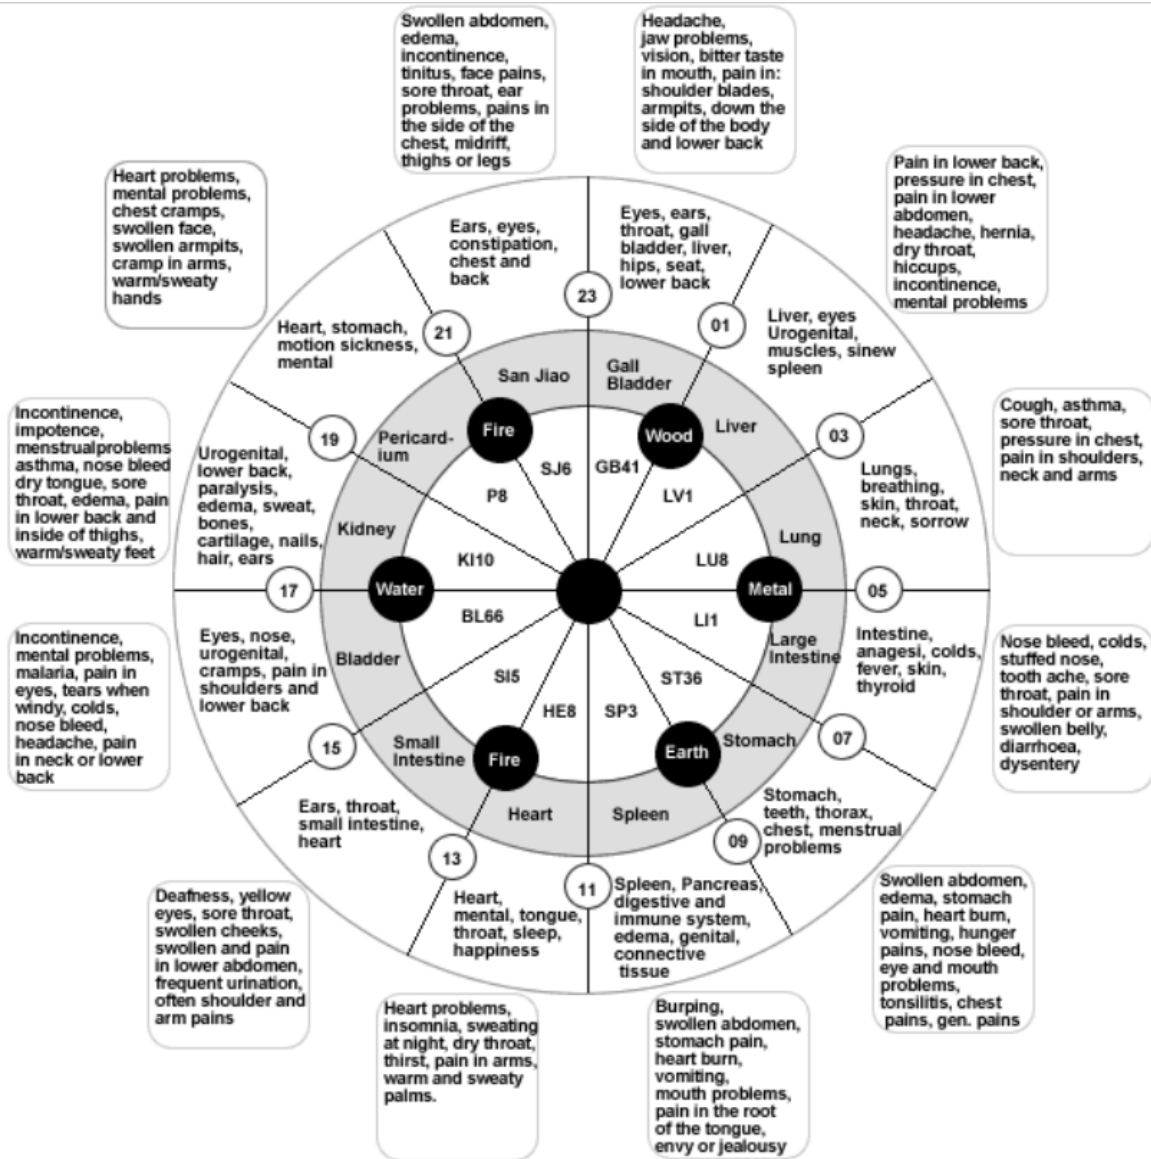 Swollen abdomen,
edema,
incontinence,
tinitus, face pains,
sore throat, ear
problems, pains in
the side of the
chest, midriff,
thighs or legs
Headache,
jaw problems,
vision, bitter taste
in mouth, pain in:
shoulder blades,
armpits, down the
side of the body
and lower back
Pain in lower back,
pressure in chest,
pain in lower
abdomen,
headache, hernia,
dry throat,
hiccups,
incontinence,
mental problems
Cough, asthma,
sore throat,
pressure in chest,
pain in shoulders,
neck and arms
Nose bleed, colds,
stuffed nose,
tooth ache, sore
throat, pain in
shoulder or arms,
swollen belly,
diarrhoea,
dysentery
Swollen abdomen,
edema, stomach
pain, heart burn,
vomiting, hunger
pains, nose bleed,
eye and mouth
problems,
tonsilitis, chest
pains, gen. pains
Burping,
swollen abdomen,
stomach pain,
heart burn,
vomiting,
mouth problems,
pain in the root
of the tongue,
envy or jealousy
Heart problems,
insomnia, sweating
at night, dry throat,
thirst, pain in arms,
warm and sweaty
palms.
Deafness, yellow
eyes, sore throat,
swollen cheeks,
swollen and pain
in lower abdomen,
frequent urination,
often shoulder and
arm pains
Incontinence,
mental problems,
malaria, pain in
eyes, tears when
windy, colds,
nose bleed,
headache, pain
in neck or lower
back
Incontinence,
impotence,
menstrualproblems
asthma, nose bleed
dry tongue, sore
throat, edema, pain
in lower back and
inside of thighs,
warm/sweaty feet
Heart problems,
mental problems,
chest cramps,
swollen face,
swollen armpits,
cramp in arms,
warm/sweaty
hands
Ears, eyes,
constipation,
chest and
back
Eyes, ears,
throat, gall
bladder, liver,
hips, seat,
lower back
Liver, eyes
Urogenital,
muscles, sinew
spleen
Lungs,
breathing,
skin, throat,
neck, sorrow
Intestine,
anagesi, colds,
fever, skin,
thyroid
Stomach,
teeth, thorax,
chest, menstrual
problems
Spleen, Pancreas,
digestive and
immune system,
edema, genital,
connective
tissue
Heart,
mental, tongue,
throat, sleep,
happiness
Ears, throat,
small intestine,
heart
Eyes, nose,
urogenital,
cramps, pain in
shoulders and
lower back
Urogenital,
lower back,
paralysis,
edema, sweat,
bones,
cartilage, nails,
hair, ears
Heart, stomach,
motion sickness,
mental
23
01
03
05
07
09
11
13
15
17
19
21
San Jiao
Gall
Bladder
Liver
Lung
Large
Intestine
Stomach
Spleen
Heart
Small
Intestine
Bladder
Kidney
Pericard-
ium
Fire
Wood
Metal
Earth
Fire
Water
SJ6
GB41
LV1
LU8
LI1
ST36
SP3
HE8
SI5
BL66
KI10
P8